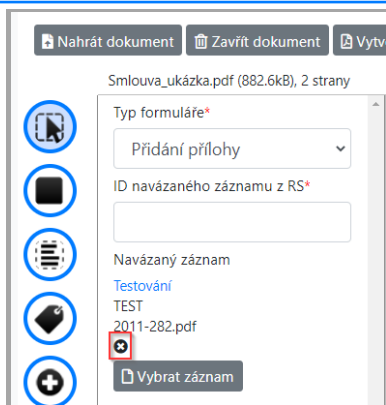 Nahrát dokument Zavřít dokument
Smlouva_ukázka.pdf (882.6kB), 2 strany
Typ formuláře*
Přidání přílohy
ID navázaného záznamu z RS*
Navázaný záznam
Testování
TEST
2011-282.pdf
Vybrat záznam